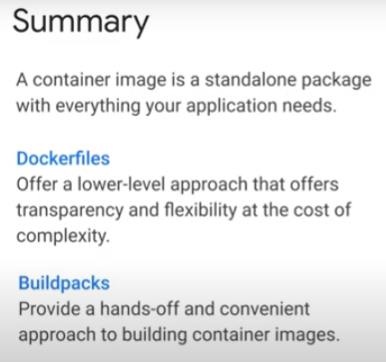 Summary
A container image is a standalone package
with everything your application needs.
Dockerfiles
Offer a lower-level approach that offers
transparency and flexibility at the cost of
complexity.
Buildpacks
Provide a hands-off and convenient
approach to building container images.